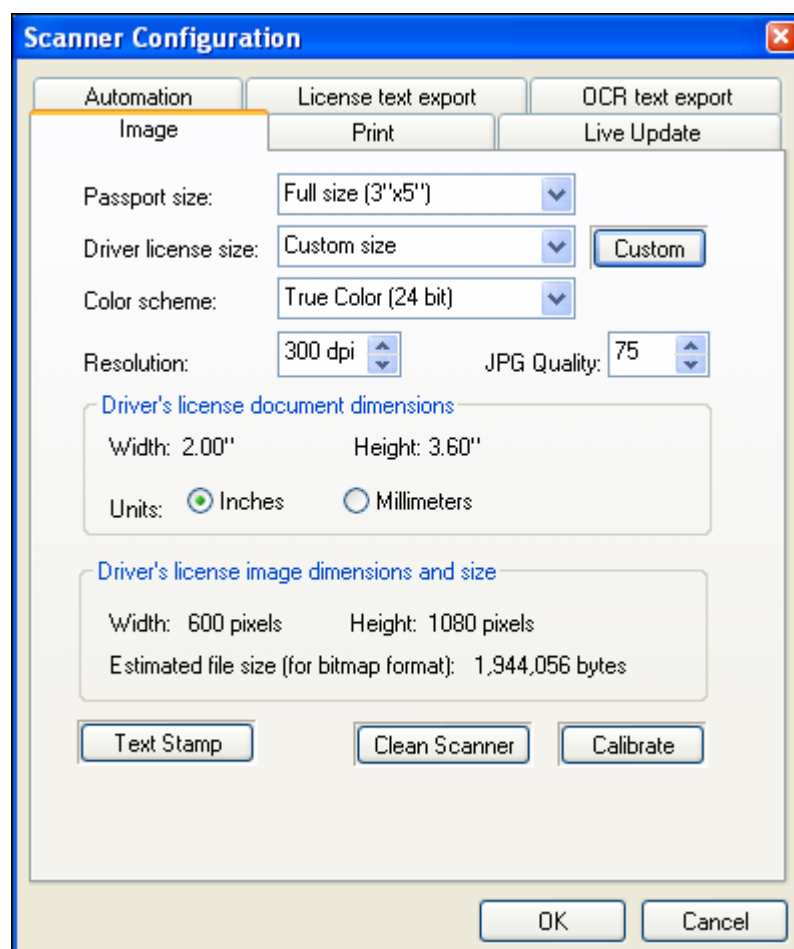 Scanner Configuration
Automation License text export OCR text export
Image Print Live Update
Passport size: Full size (3"x5")
Driver license size: Custom size Custom
Color scheme: True Color (24 bit)
Resolution: 300 dpi JPG Quality: 75
Driver's license document dimensions
Width: 2.00" Height: 3.60"
Units: Inches Millimeters
Driver's license image dimensions and size
Width: 600 pixels Height: 1080 pixels
Estimated file size (for bitmap format): 1,944,056 bytes
Text Stamp Clean Scanner Calibrate
OK Cancel